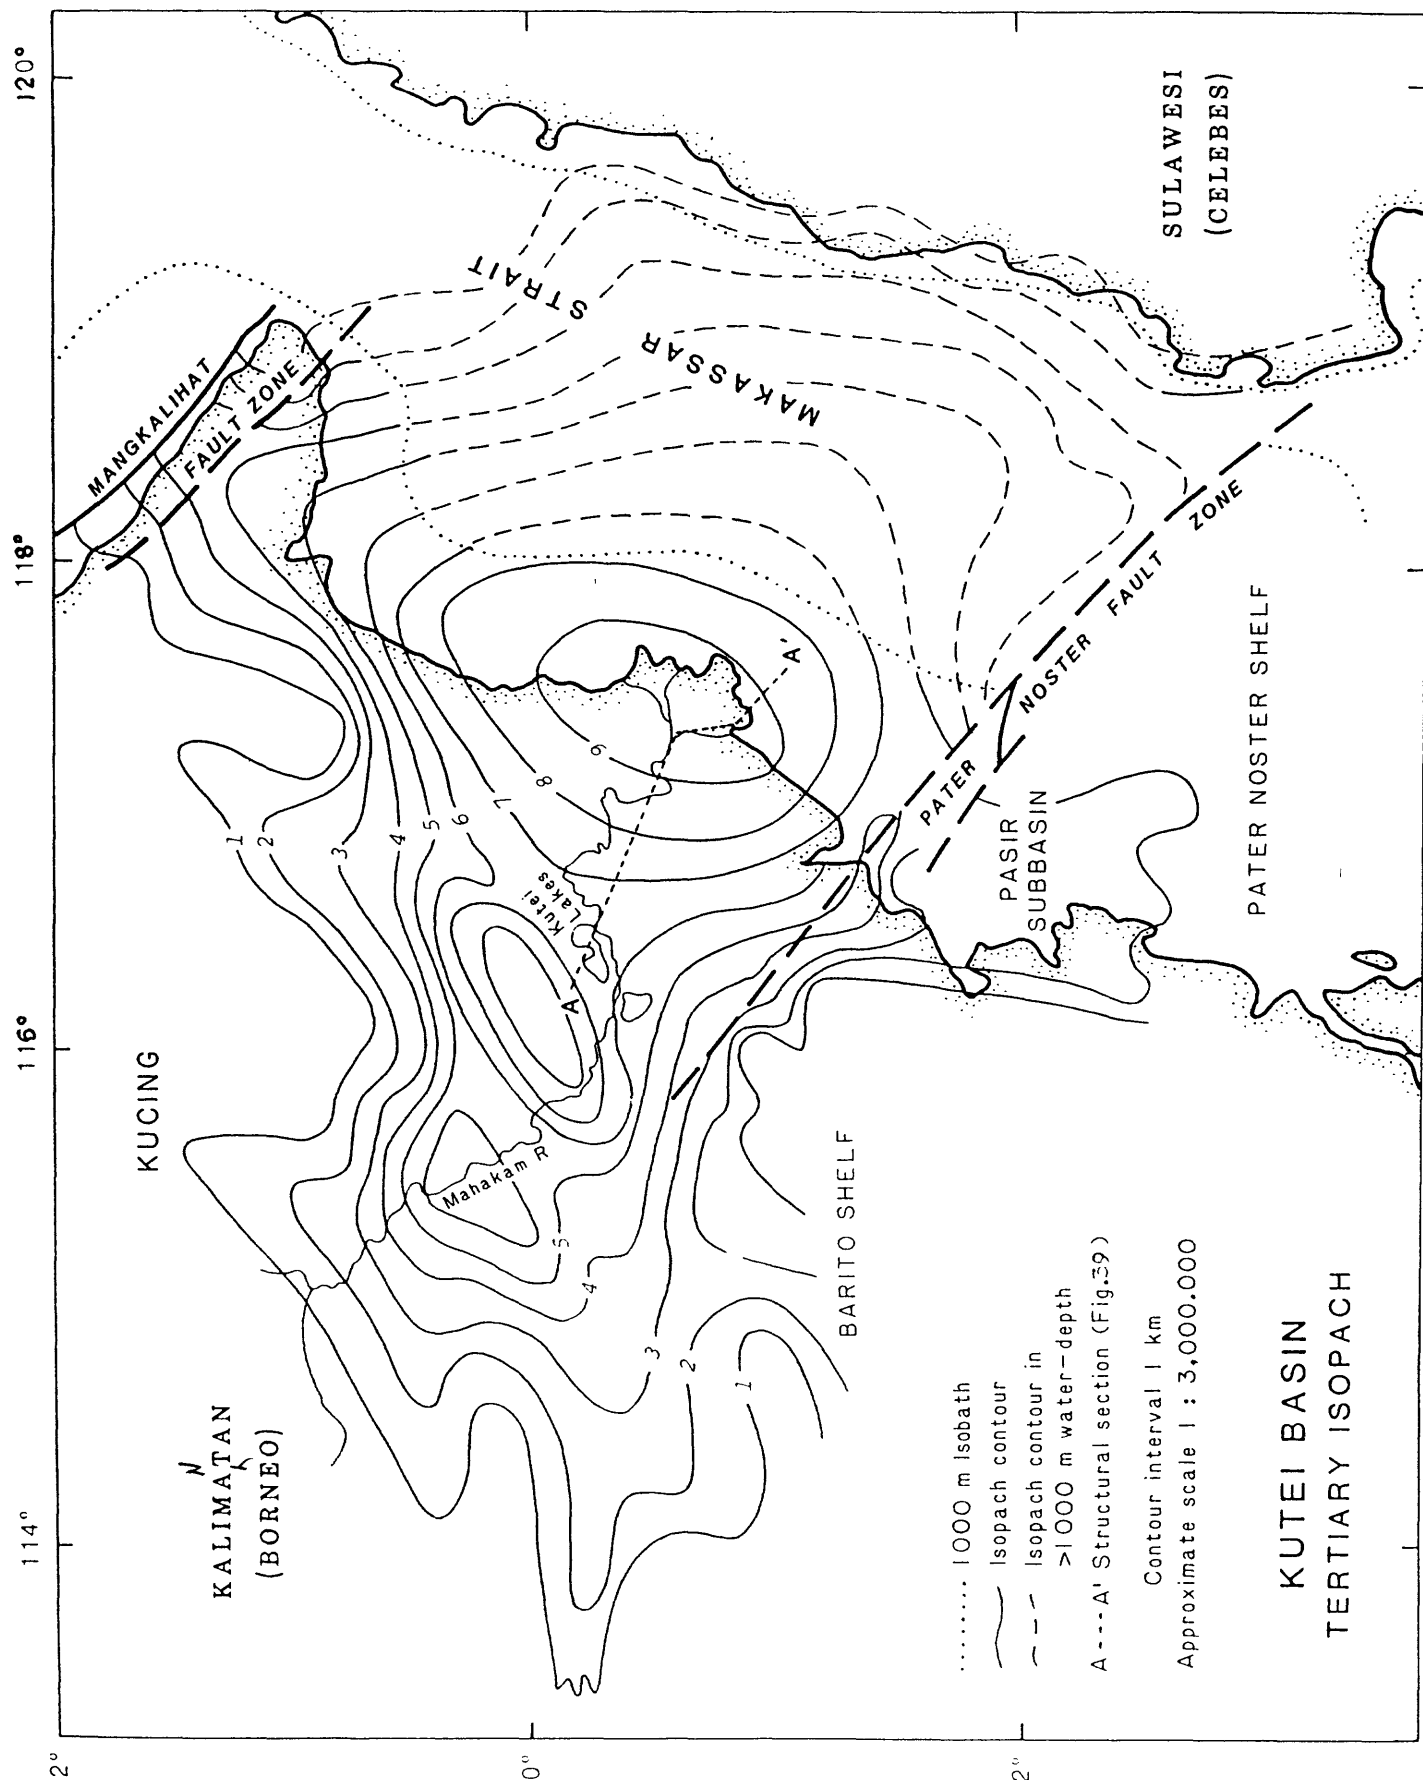 120°
118°
116°
114°
2°
0°
2°
KALIMATAN
N
(BORNEO)
KUCING
MANGKALIHAT
FAULT ZONE
STRAIT
MAKASSAR
SULAWESI
(CELEBES)
1
2
3
4
5
6
7
8
9
Kutei
Lakes
A
A'
Mahakam R
5
4
3
2
1
BARITO SHELF
PATER NOSTER FAULT ZONE
PASIR
SUBBASIN
PATER NOSTER SHELF
........ 1000 m Isobath
Isopach contour
Isopach contour in
>1000 m water-depth
A---A' Structural section (Fig.39)
Contour interval 1 km
Approximate scale 1 : 3,000.000
KUTEI BASIN
TERTIARY ISOPACH